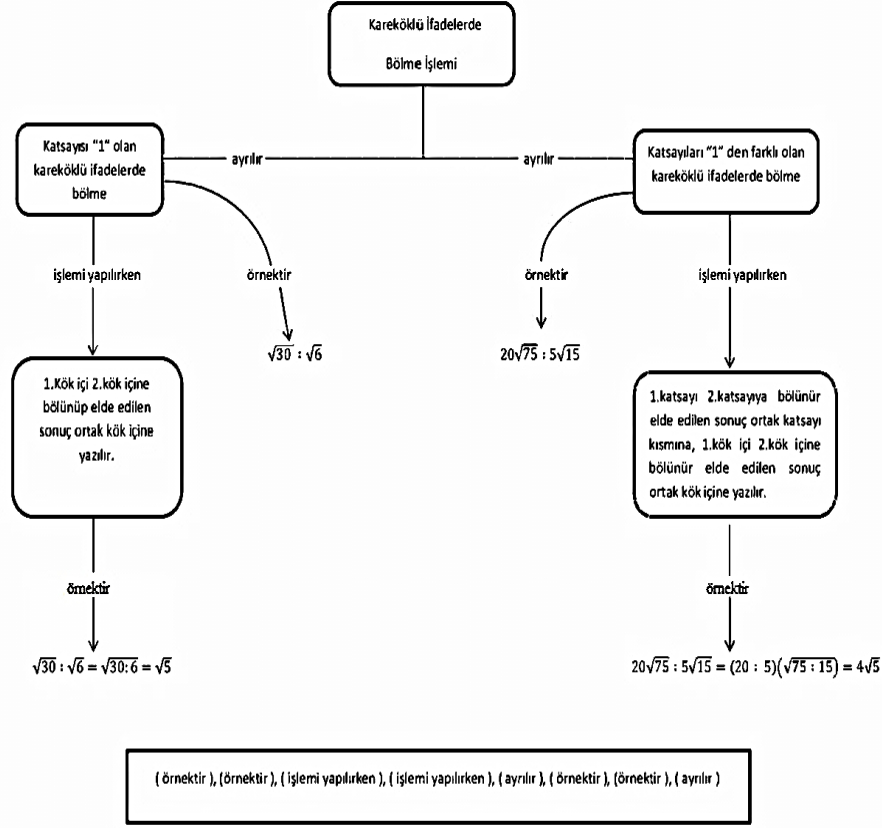 Kareköklü İfadelerde
Bölme İşlemi
Katsayısı "1" olan
kareköklü ifadelerde
bölme
ayrılır
ayrılır
Katsayıları "1" den farklı olan
kareköklü ifadelerde bölme
işlemi yapılırken
örnektir
örnektir
işlemi yapılırken
√30 : √6
20√75 : 5√15
1.Kök içi 2.kök içine
bölünüp elde edilen
sonuç ortak kök içine
yazılır.
1.katsayı 2.katsayıya bölünür
elde edilen sonuç ortak katsayı
kısmına, 1.kök içi 2.kök içine
bölünür elde edilen sonuç
ortak kök içine yazılır.
örnektir
örnektir
√30 : √6 = √30:6 = √5
20√75 : 5√15 = (20 : 5)(√75 : 15) = 4√5
( örnektir ), (örnektir ), ( işlemi yapılırken ), ( işlemi yapılırken ), ( ayrılır ), ( örnektir ), (örnektir ), ( ayrılır )